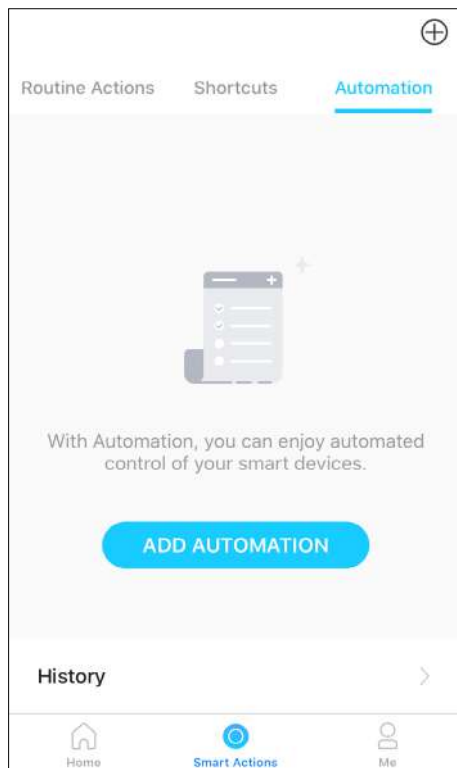 Routine Actions Shortcuts Automation
With Automation, you can enjoy automated
control of your smart devices.
ADD AUTOMATION
History
Home Smart Actions Me